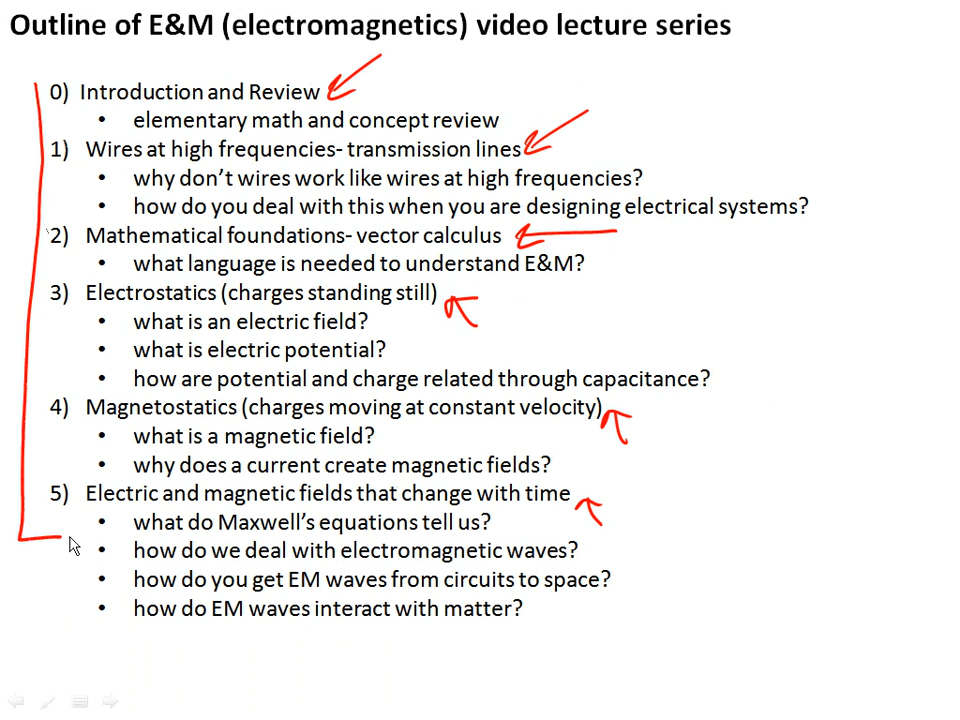 Outline of E&M (electromagnetics) video lecture series
0) Introduction and Review
• elementary math and concept review
1) Wires at high frequencies- transmission lines
• why don't wires work like wires at high frequencies?
• how do you deal with this when you are designing electrical systems?
2) Mathematical foundations- vector calculus
• what language is needed to understand E&M?
3) Electrostatics (charges standing still)
• what is an electric field?
• what is electric potential?
• how are potential and charge related through capacitance?
4) Magnetostatics (charges moving at constant velocity)
• what is a magnetic field?
• why does a current create magnetic fields?
5) Electric and magnetic fields that change with time
• what do Maxwell's equations tell us?
• how do we deal with electromagnetic waves?
• how do you get EM waves from circuits to space?
• how do EM waves interact with matter?